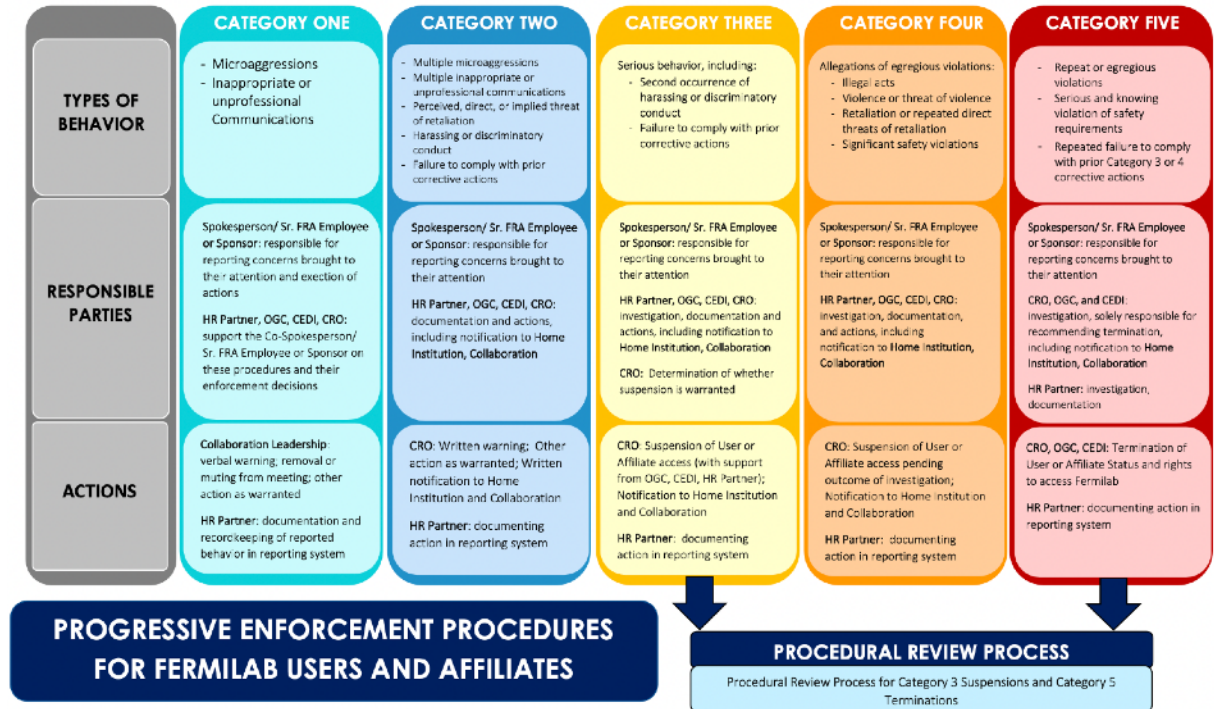 CATEGORY ONE
CATEGORY TWO
CATEGORY THREE
CATEGORY FOUR
CATEGORY FIVE
TYPES OF
BEHAVIOR
- Microaggressions
- Inappropriate or
unprofessional
Communications
- Multiple microaggressions
- Multiple inappropriate or
unprofessional communications
- Perceived, direct, or implied threat
of retaliation
- Harassing or discriminatory
conduct
- Failure to comply with prior
corrective actions
Serious behavior, including:
- Second occurrence of
harassing or discriminatory
conduct
- Failure to comply with prior
corrective actions
Allegations of egregious violations:
- Illegal acts
- Violence or threat of violence
- Retaliation or repeated direct
threats of retaliation
- Significant safety violations
- Repeat or egregious
violations
- Serious and knowing
violation of safety
requirements
- Repeated failure to comply
with prior Category 3 or 4
corrective actions
RESPONSIBLE
PARTIES
Spokesperson/ Sr. FRA Employee
or Sponsor: responsible for
reporting concerns brought to
their attention and exection of
actions
HR Partner, OGC, CEDI, CRO:
support the Co-Spokesperson/
Sr. FRA Employee or Sponsor on
these procedures and their
enforcement decisions
Spokesperson/ Sr. FRA Employee
or Sponsor: responsible for
reporting concerns brought to
their attention
HR Partner, OGC, CEDI, CRO:
documentation and actions,
including notification to Home
Institution, Collaboration
Spokesperson/ Sr. FRA Employee
or Sponsor: responsible for
reporting concerns brought to
their attention
HR Partner, OGC, CEDI, CRO:
investigation, documentation and
actions, including notification to
Home Institution, Collaboration
CRO: Determination of whether
suspension is warranted
Spokesperson/ Sr. FRA Employee
or Sponsor: responsible for
reporting concerns brought to
their attention
HR Partner, OGC, CEDI, CRO:
investigation, documentation,
and actions, including
notification to Home Institution,
Collaboration
Spokesperson/ Sr. FRA Employee
or Sponsor: responsible for
reporting concerns brought to
their attention
CRO, OGC, and CEDI:
investigation, solely responsible for
recommending termination,
including notification to Home
Institution, Collaboration
HR Partner: investigation,
documentation
ACTIONS
Collaboration Leadership:
verbal warning; removal or
muting from meeting; other
action as warranted
HR Partner: documentation and
recordkeeping of reported
behavior in reporting system
CRO: Written warning; Other
action as warranted; Written
notification to Home
Institution and Collaboration
HR Partner: documenting
action in reporting system
CRO: Suspension of User or
Affiliate access (with support
from OGC, CEDI, HR Partner);
Notification to Home Institution
and Collaboration
HR Partner: documenting
action in reporting system
CRO: Suspension of User or
Affiliate access pending
outcome of investigation;
Notification to Home Institution
and Collaboration
HR Partner: documenting
action in reporting system
CRO, OGC, CEDI: Termination of
User or Affiliate Status and rights
to access Fermilab
HR Partner: documenting action in
reporting system
PROGRESSIVE ENFORCEMENT PROCEDURES
FOR FERMILAB USERS AND AFFILIATES
PROCEDURAL REVIEW PROCESS
Procedural Review Process for Category 3 Suspensions and Category 5
Terminations